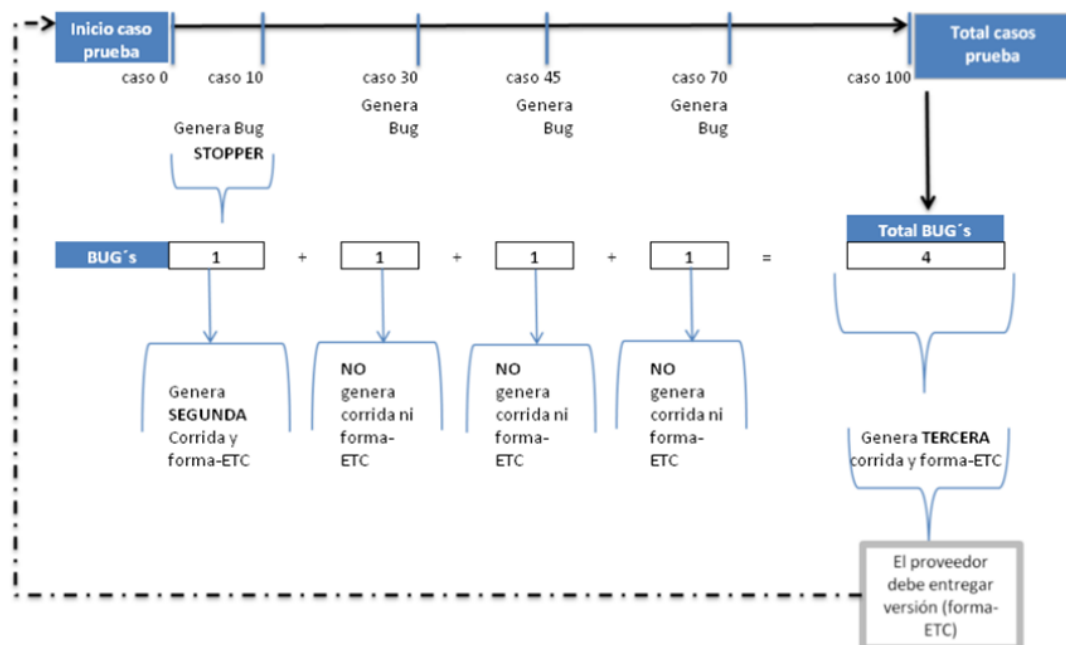 Inicio caso
prueba
Total casos
prueba
caso 0
caso 10
caso 30
caso 45
caso 70
caso 100
Genera Bug
STOPPER
Genera
Bug
Genera
Bug
Genera
Bug
Total BUG´s
BUG´s
1
+
1
+
1
+
1
=
4
Genera
SEGUNDA
Corrida y
forma-ETC
NO
genera
corrida ni
forma-
ETC
NO
genera
corrida ni
forma-
ETC
NO
genera
corrida ni
forma-
ETC
Genera TERCERA
corrida y forma-ETC
El proveedor
debe entregar
versión (forma-
ETC)